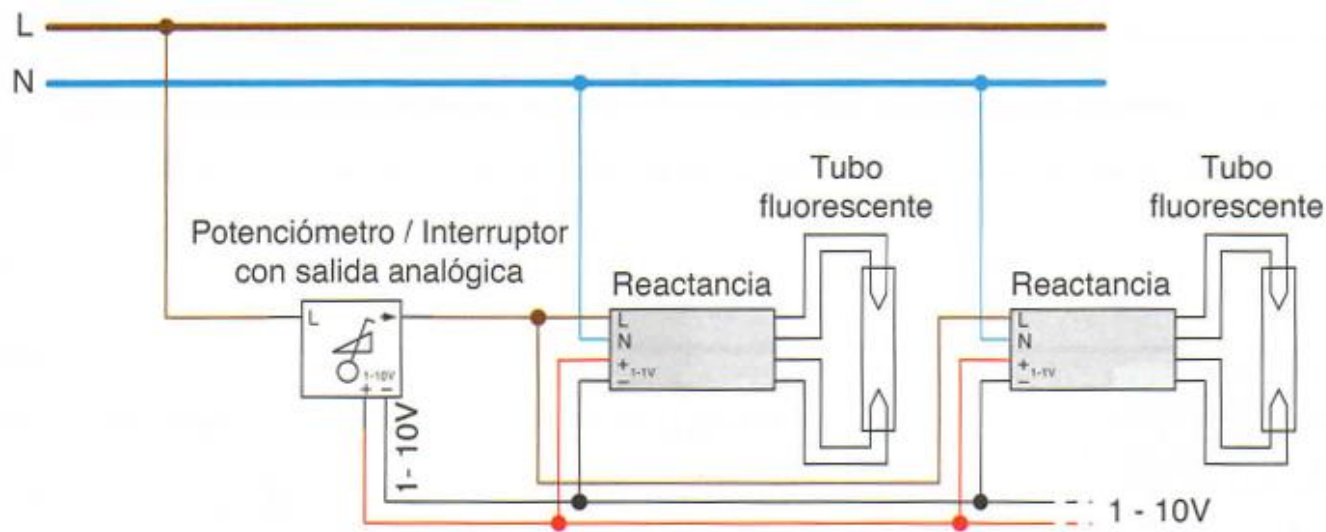 L
N
Tubo
fluorescente
Tubo
fluorescente
Potenciómetro / Interruptor
con salida analógica
Reactancia
Reactancia
L
1-10V
+ −
1- 10V
L
N
+ 1-1V
−
L
N
+ 1-1V
−
1 - 10V